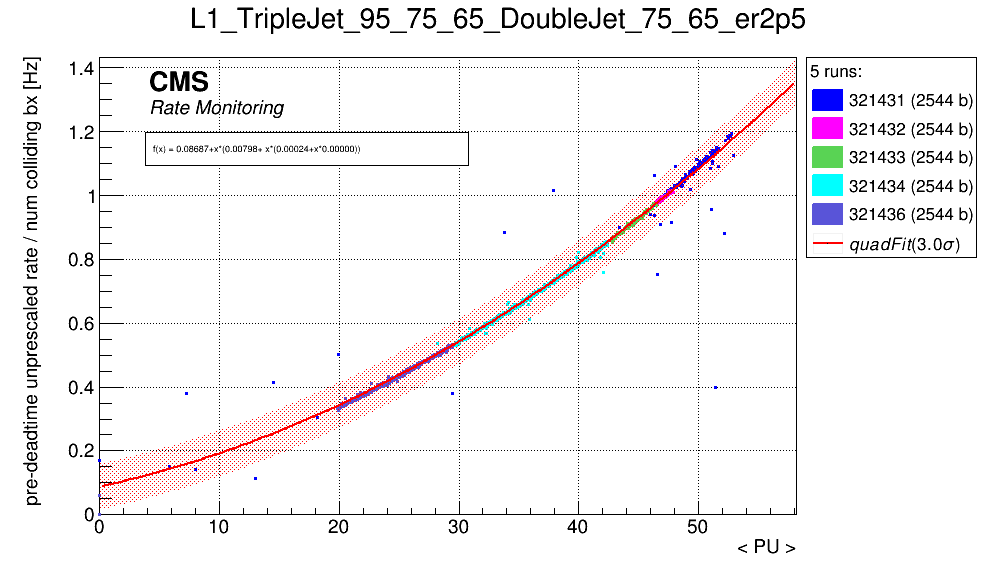 L1_TripleJet_95_75_65_DoubleJet_75_65_er2p5
pre-deadtime unprescaled rate / num colliding bx [Hz]
CMS
Rate Monitoring
f(x) = 0.08687+x*(0.00798+ x*(0.00024+x*0.00000))
1.4
1.2
1
0.8
0.6
0.4
0.2
0
0 10 20 30 40 50
< PU >
5 runs:
321431 (2544 b)
321432 (2544 b)
321433 (2544 b)
321434 (2544 b)
321436 (2544 b)
quadFit(3.0σ)